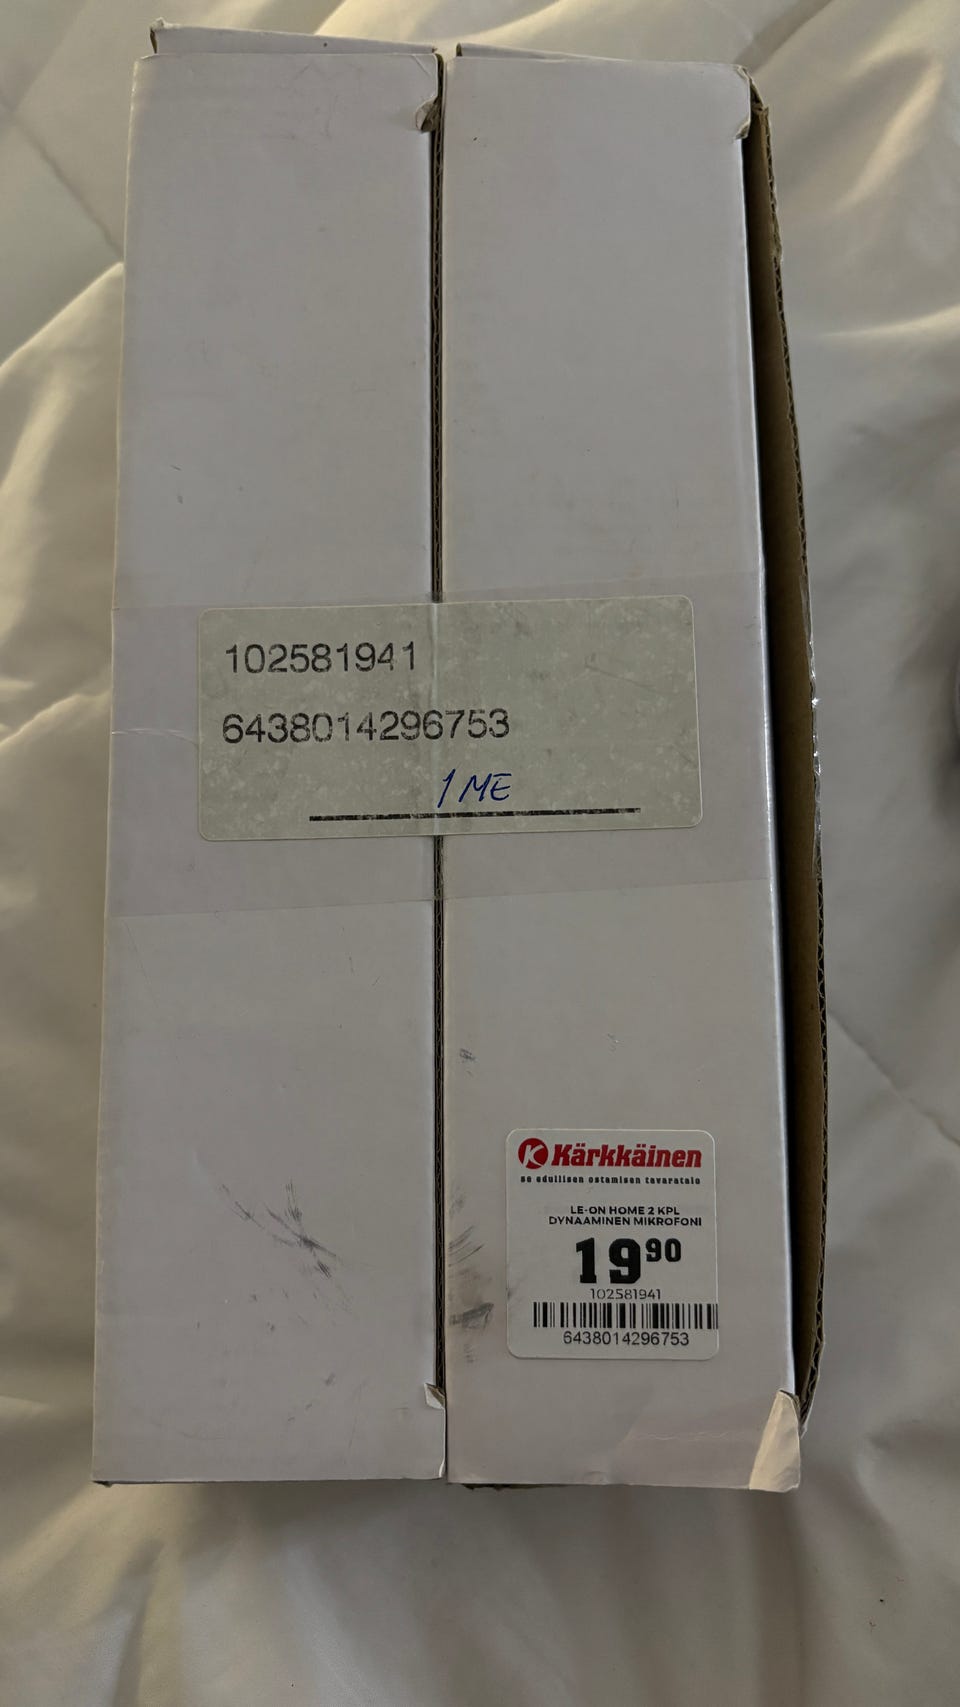 102581941
6438014296753
1 ME
K Kärkkäinen
se edullisen ostamisen tavaratalo
LE-ON HOME 2 KPL
DYNAAMINEN MIKROFONI
19 90
102581941
6438014296753